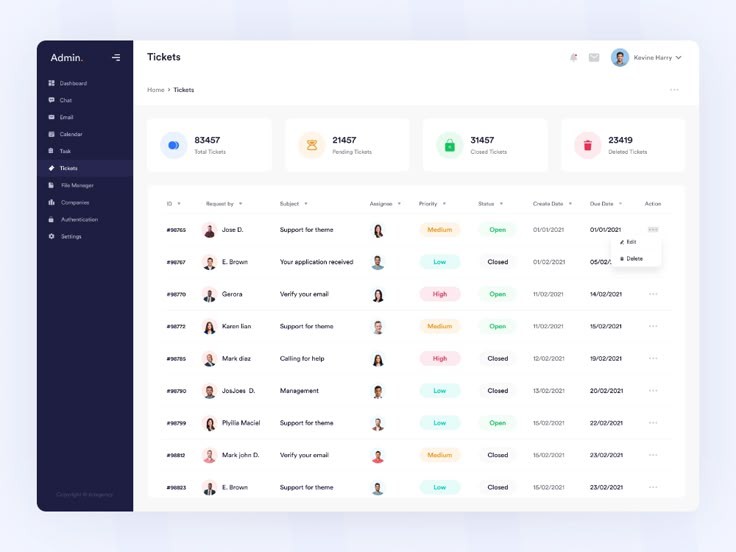 Admin.
Dashboard
Chat
Email
Calendar
Task
Tickets
File Manager
Companies
Authentication
Settings
Tickets
Kevine Harry
Home > Tickets
83457
Total Tickets
21457
Pending Tickets
31457
Closed Tickets
23419
Deleted Tickets
ID Request by Subject Assignee Priority Status Create Date Due Date Action
#98765 Jose D. Support for theme Medium Open 01/01/2021 01/01/2021
Edit
Delete
#98767 E. Brown Your application received Low Closed 01/02/2021 05/02/
#98770 Gerora Verify your email High Open 11/02/2021 14/02/2021
#98772 Karen lian Support for theme Medium Open 11/02/2021 15/02/2021
#98785 Mark diaz Calling for help High Closed 12/02/2021 19/02/2021
#98790 JosJoes D. Management Low Closed 13/02/2021 20/02/2021
#98799 Plyilia Maciel Support for theme Low Open 15/02/2021 22/02/2021
#98812 Mark john D. Verify your email Medium Closed 16/02/2021 23/02/2021
#98823 E. Brown Support for theme Low Closed 15/02/2021 23/02/2021
Copyright ©